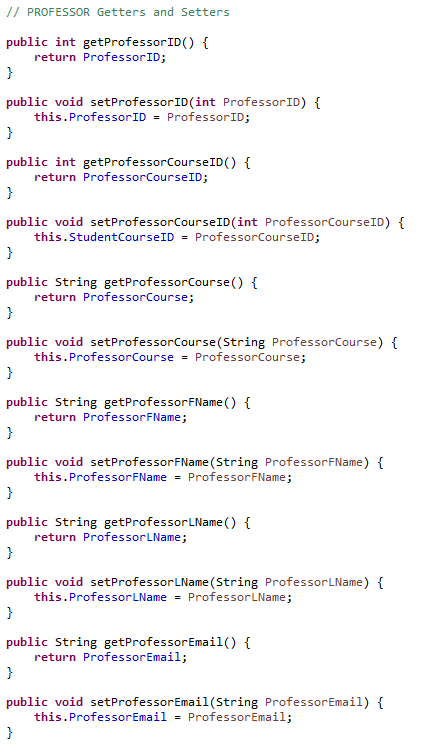 // PROFESSOR Getters and Setters

public int getProfessorID() {
    return ProfessorID;
}

public void setProfessorID(int ProfessorID) {
    this.ProfessorID = ProfessorID;
}

public int getProfessorCourseID() {
    return ProfessorCourseID;
}

public void setProfessorCourseID(int ProfessorCourseID) {
    this.StudentCourseID = ProfessorCourseID;
}

public String getProfessorCourse() {
    return ProfessorCourse;
}

public void setProfessorCourse(String ProfessorCourse) {
    this.ProfessorCourse = ProfessorCourse;
}

public String getProfessorFName() {
    return ProfessorFName;
}

public void setProfessorFName(String ProfessorFName) {
    this.ProfessorFName = ProfessorFName;
}

public String getProfessorLName() {
    return ProfessorLName;
}

public void setProfessorLName(String ProfessorLName) {
    this.ProfessorLName = ProfessorLName;
}

public String getProfessorEmail() {
    return ProfessorEmail;
}

public void setProfessorEmail(String ProfessorEmail) {
    this.ProfessorEmail = ProfessorEmail;
}